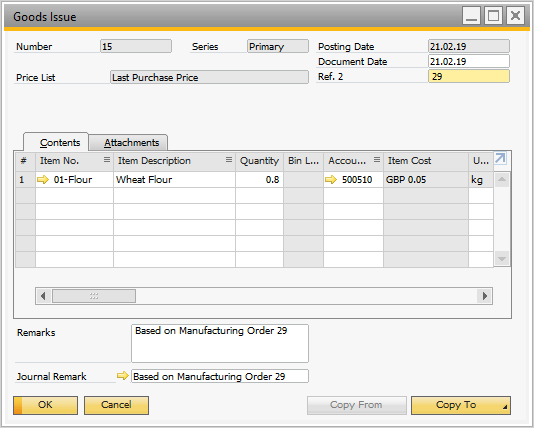 Goods Issue
Number 15 Series Primary Posting Date 21.02.19
Document Date 21.02.19
Price List Last Purchase Price Ref. 2 29
Contents Attachments
# Item No. Item Description Quantity Bin L... Accou... Item Cost U...
1 01-Flour Wheat Flour 0.8 500510 GBP 0.05 kg
Remarks Based on Manufacturing Order 29
Journal Remark Based on Manufacturing Order 29
OK Cancel Copy From Copy To